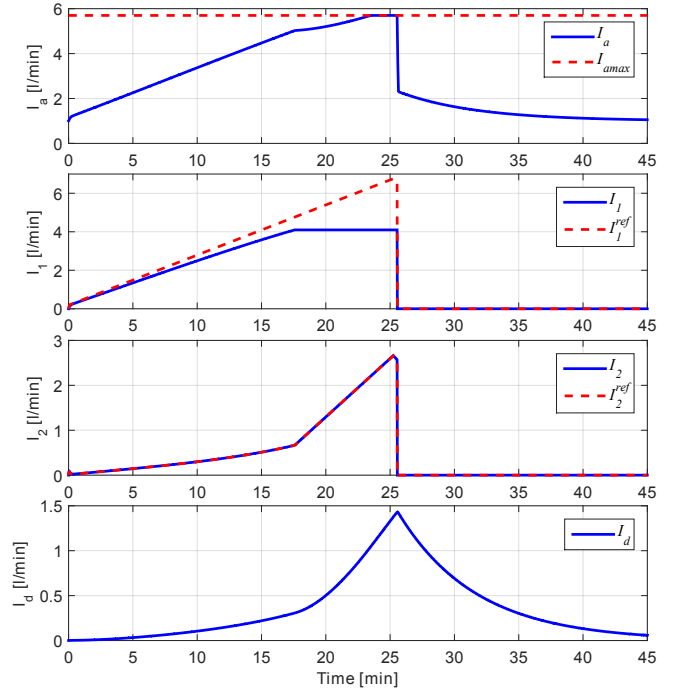 I_a [l/min]
6
4
2
0
I_a
I_amax
0 5 10 15 20 25 30 35 40 45
I_1 [l/min]
6
4
2
0
I_1
I_1^ref
0 5 10 15 20 25 30 35 40 45
I_2 [l/min]
3
2
1
0
I_2
I_2^ref
0 5 10 15 20 25 30 35 40 45
I_d [l/min]
1.5
1
0.5
0
I_d
0 5 10 15 20 25 30 35 40 45
Time [min]